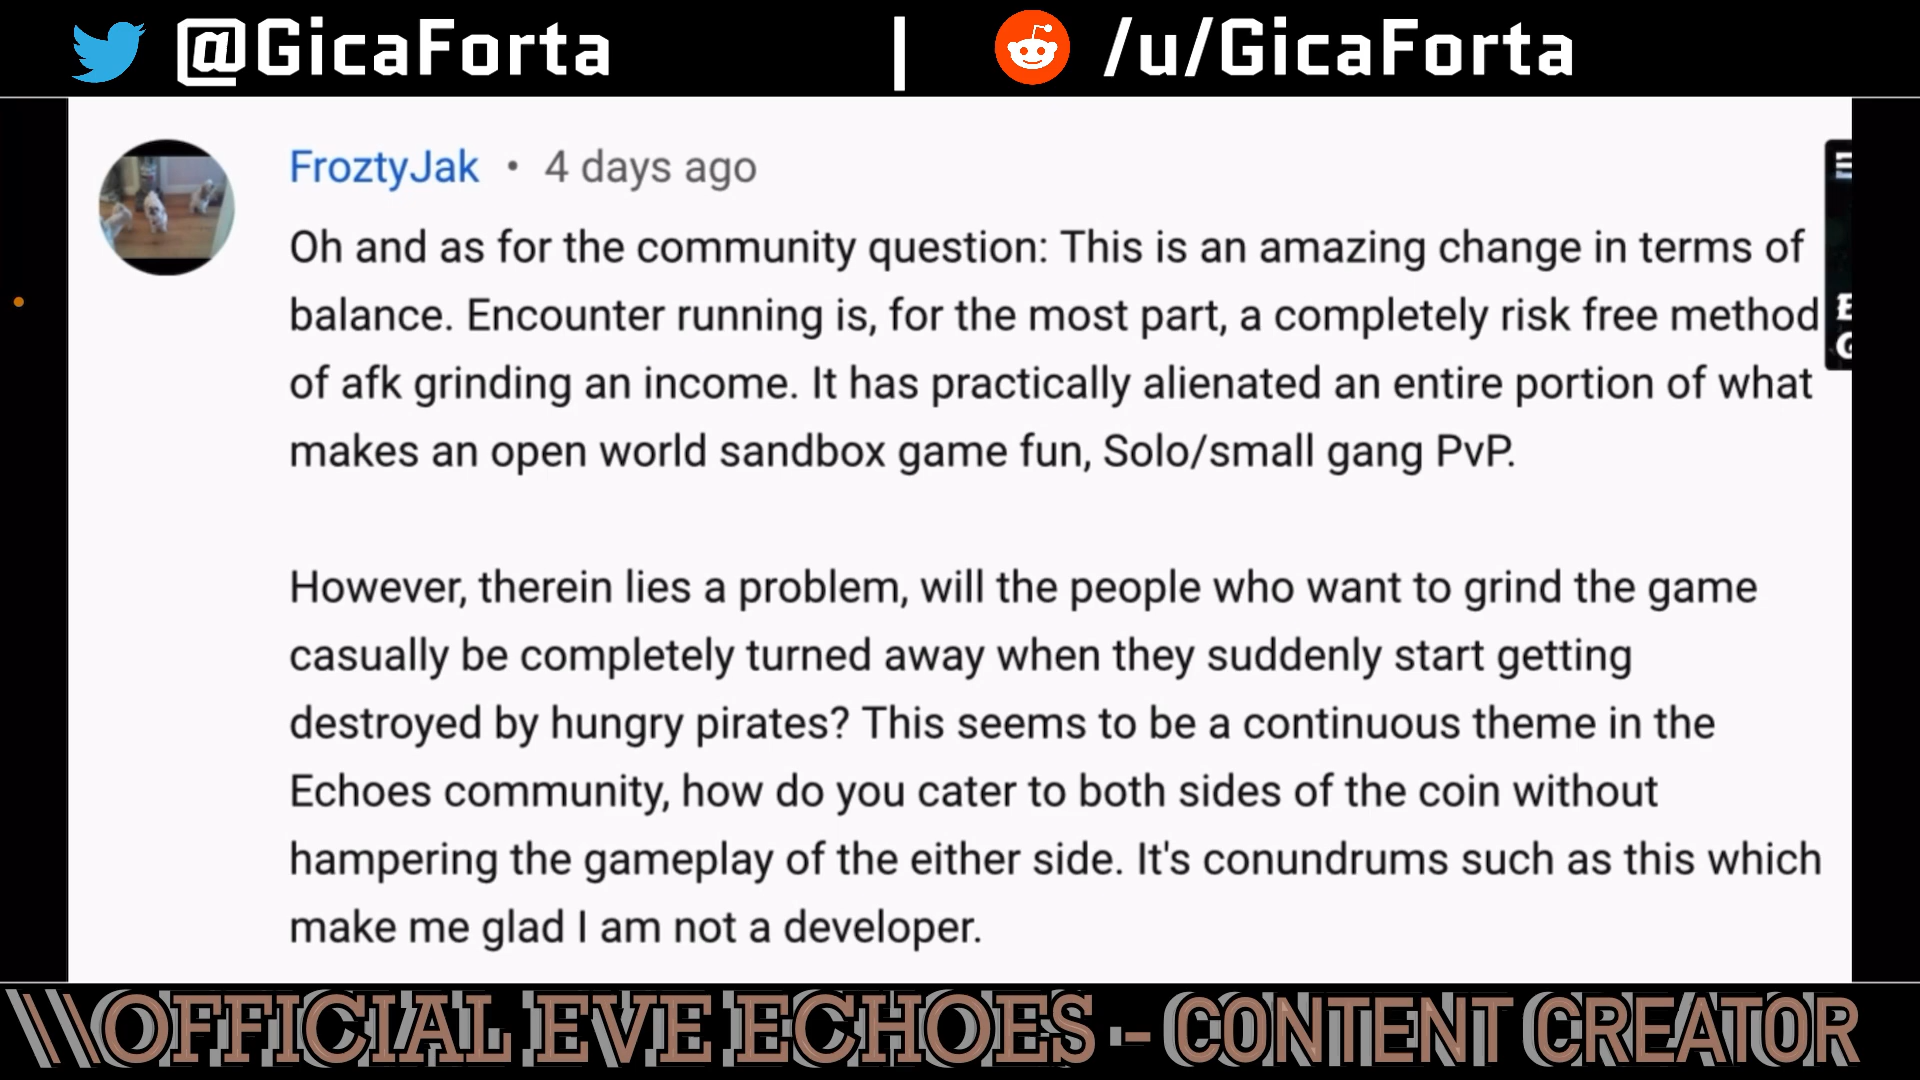 @GicaForta | /u/GicaForta
FroztyJak • 4 days ago
Oh and as for the community question: This is an amazing change in terms of
balance. Encounter running is, for the most part, a completely risk free method
of afk grinding an income. It has practically alienated an entire portion of what
makes an open world sandbox game fun, Solo/small gang PvP.
However, therein lies a problem, will the people who want to grind the game
casually be completely turned away when they suddenly start getting
destroyed by hungry pirates? This seems to be a continuous theme in the
Echoes community, how do you cater to both sides of the coin without
hampering the gameplay of the either side. It's conundrums such as this which
make me glad I am not a developer.
\\OFFICIAL EVE ECHOES - CONTENT CREATOR